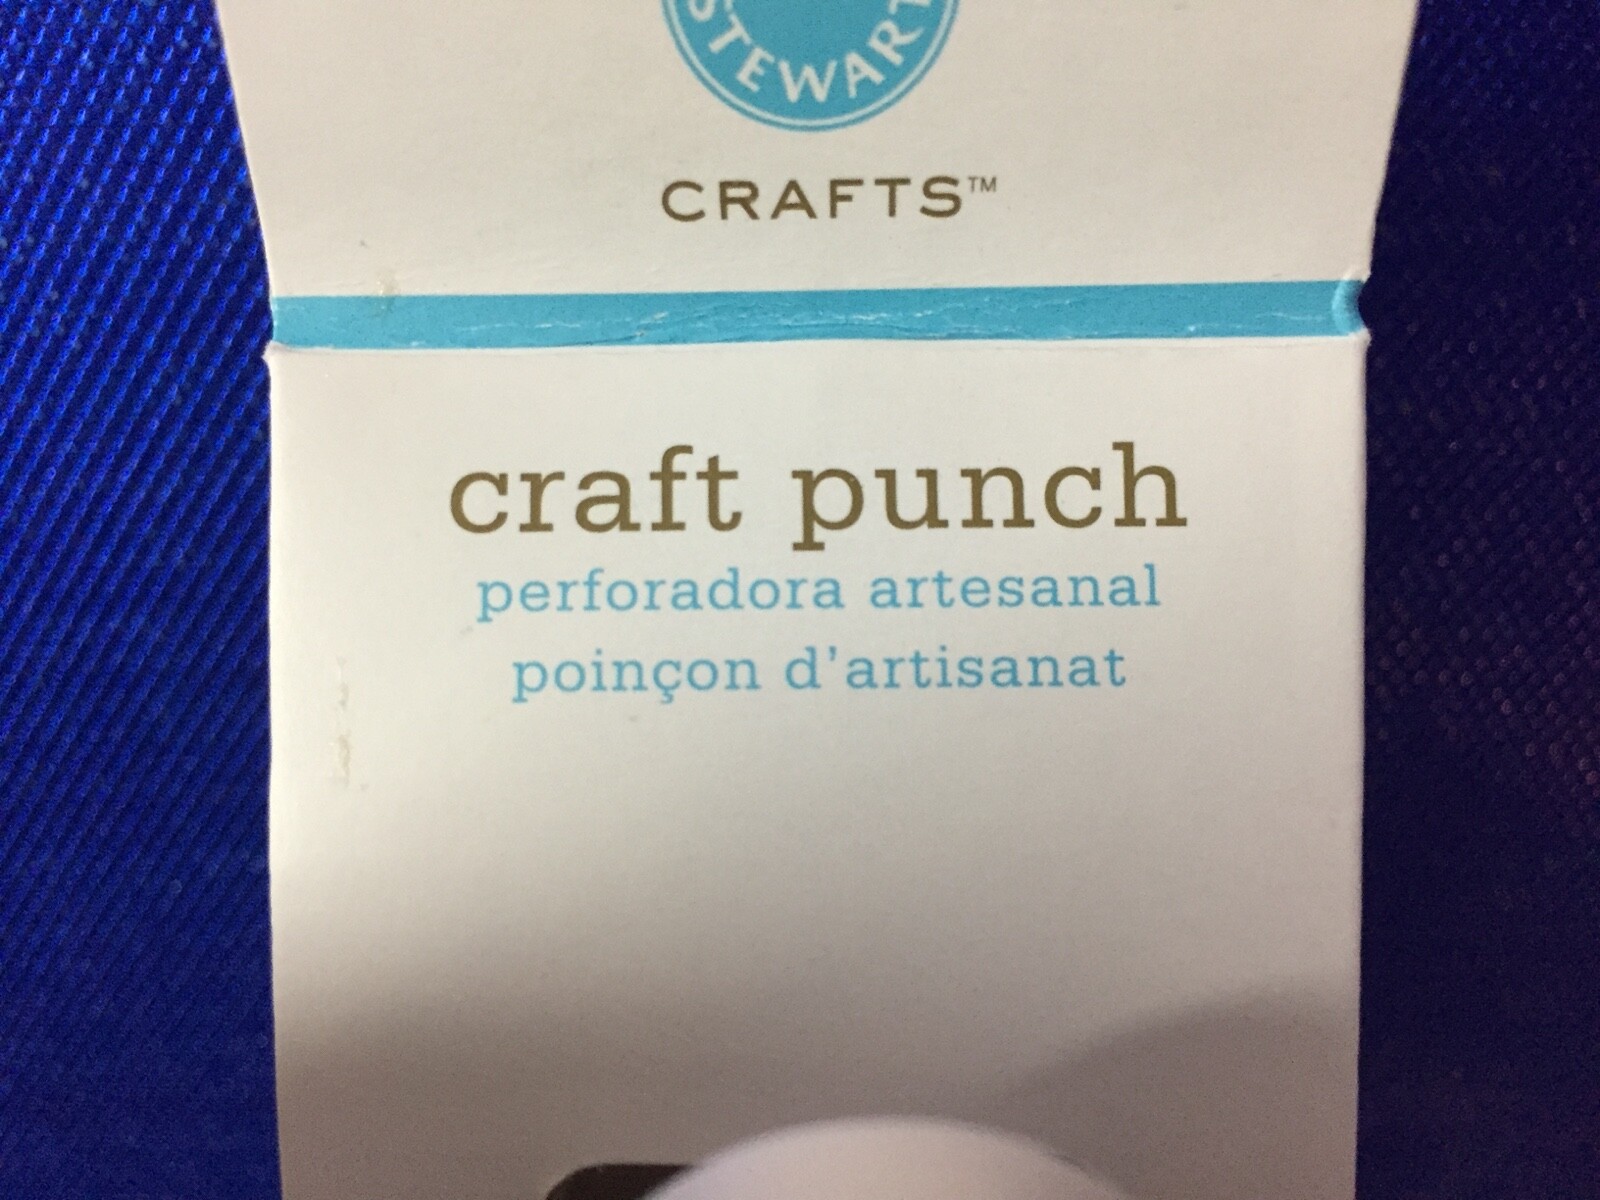 STEWART
CRAFTS™
craft punch
perforadora artesanal
poinçon d'artisanat